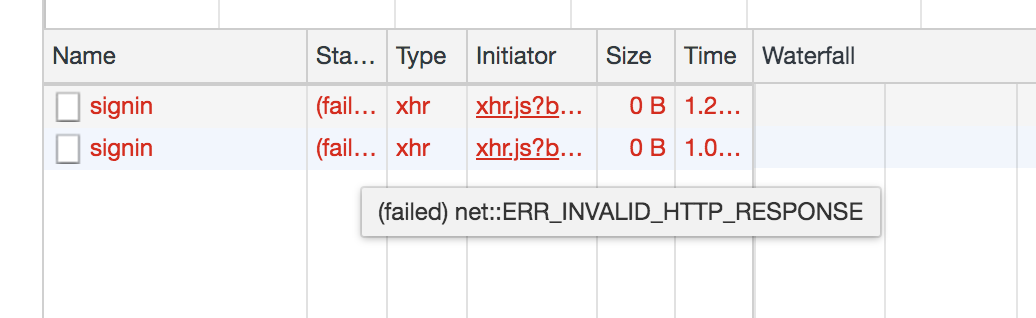 Name Sta... Type Initiator Size Time Waterfall
signin (fail... xhr xhr.js?b... 0 B 1.2...
signin (fail... xhr xhr.js?b... 0 B 1.0...
(failed) net::ERR_INVALID_HTTP_RESPONSE